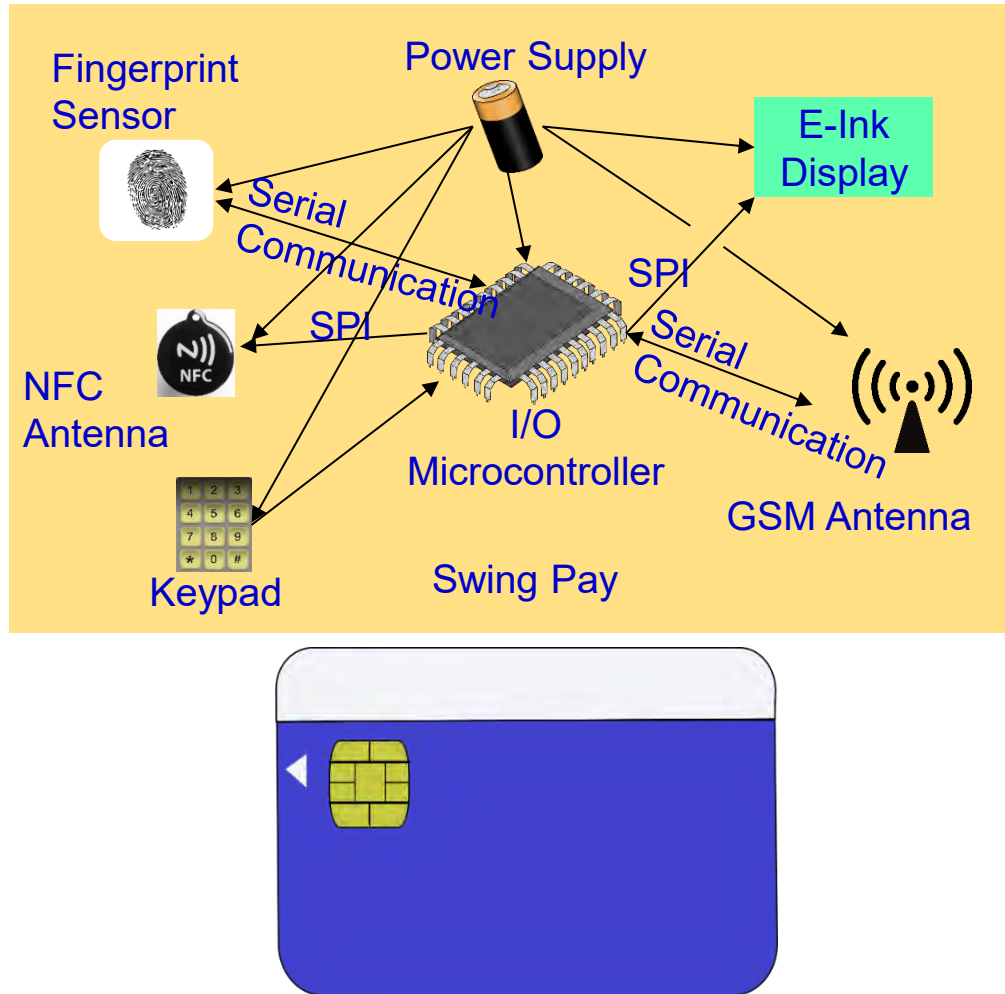 Power Supply
Fingerprint
Sensor
E-Ink
Display
Serial
Communication
SPI
SPI
Serial
Communication
NFC
NFC
Antenna
I/O
Microcontroller
GSM Antenna
1 2 3
4 5 6
7 8 9
* 0 #
Keypad
Swing Pay